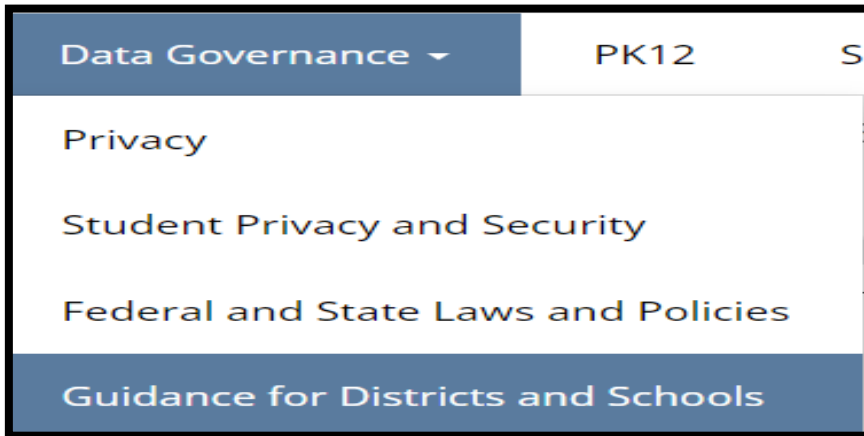 Data Governance PK12 S
Privacy
Student Privacy and Security
Federal and State Laws and Policies
Guidance for Districts and Schools